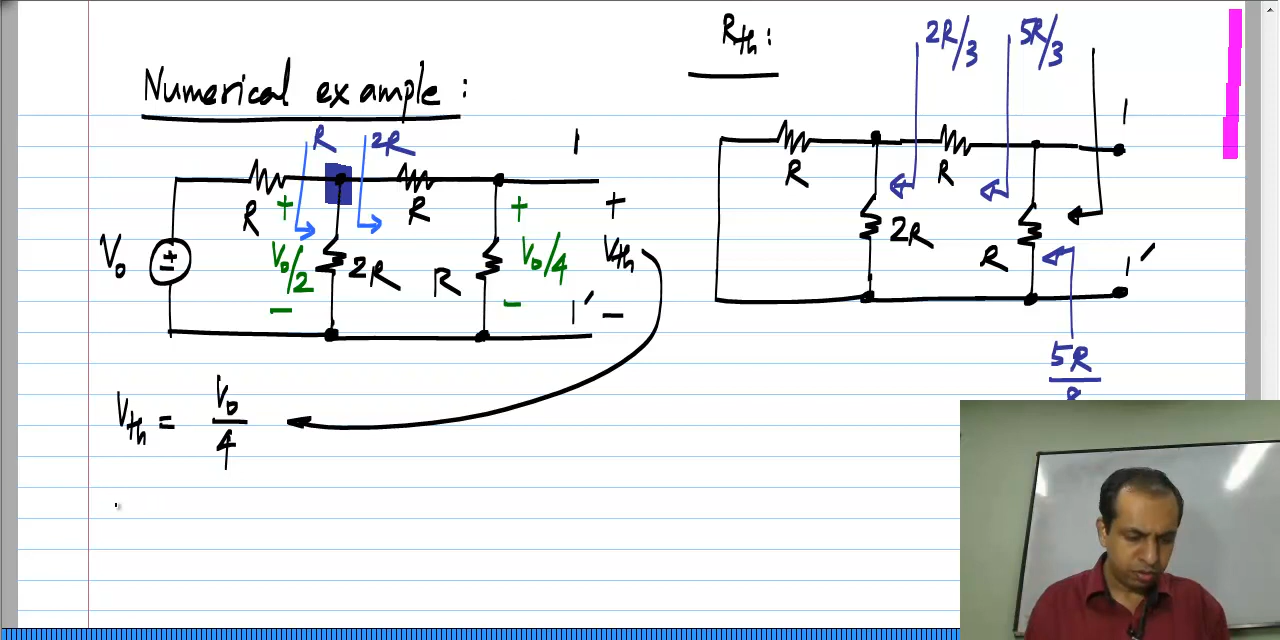 Numerical example :
R 2R 1
R + R + +
V0 V0/2 2R R V0/4 Vth
− − 1′ −
Vth = V0/4
Rth :
2R/3 5R/3
1
R R
2R R
1′
5R/8